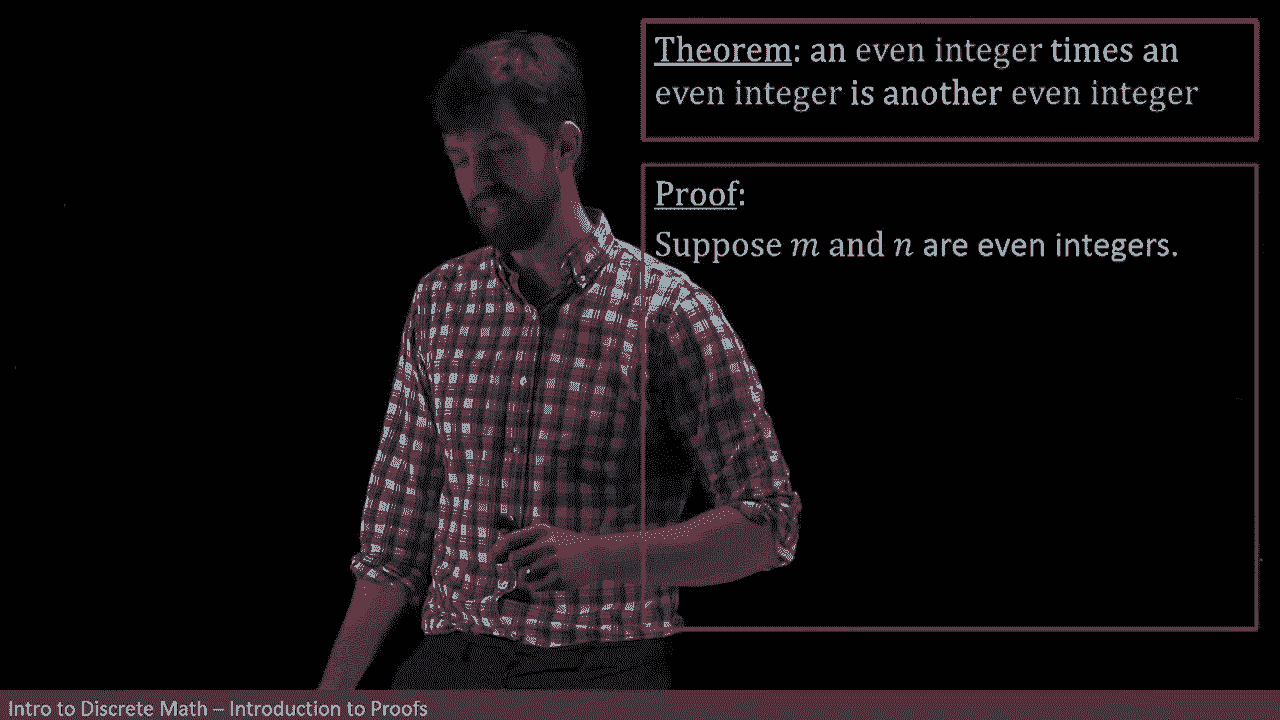 Theorem: an even integer times an
even integer is another even integer
Proof:
Suppose m and n are even integers.
Intro to Discrete Math – Introduction to Proofs